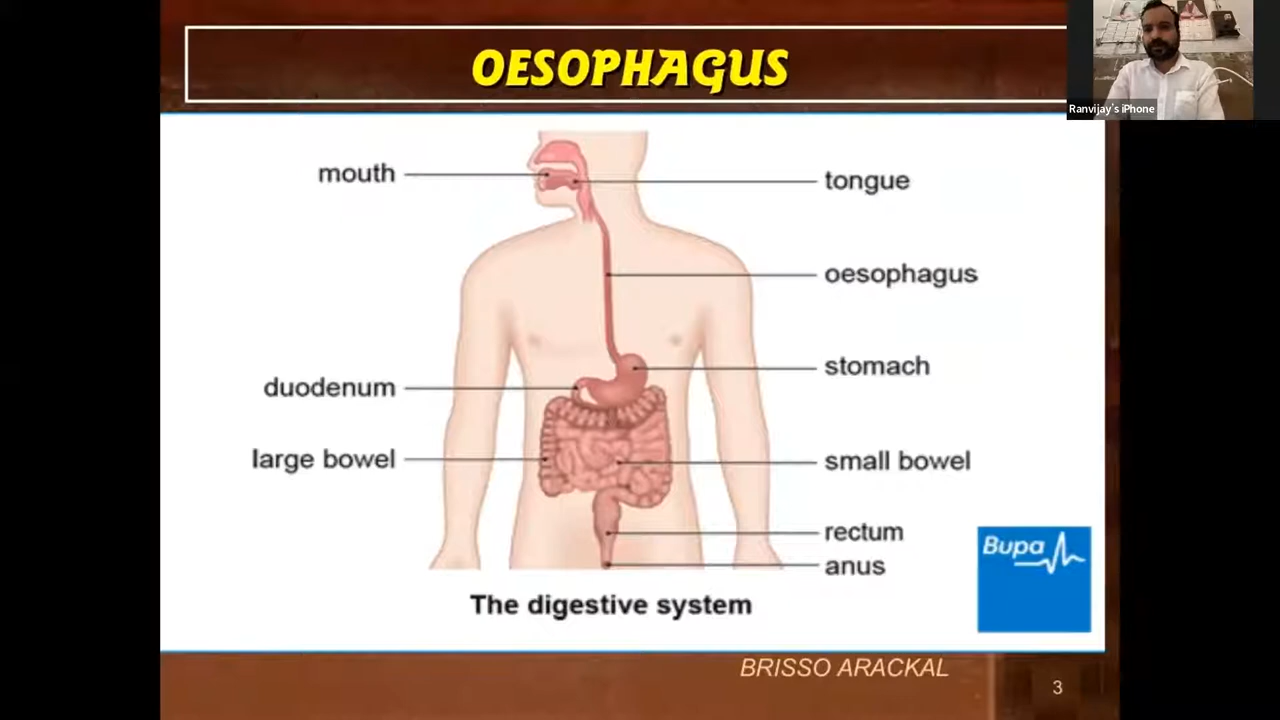 OESOPHAGUS
Ranvijay's iPhone
mouth
tongue
oesophagus
stomach
duodenum
large bowel
small bowel
rectum
anus
The digestive system
Bupa
BRISSO ARACKAL
3